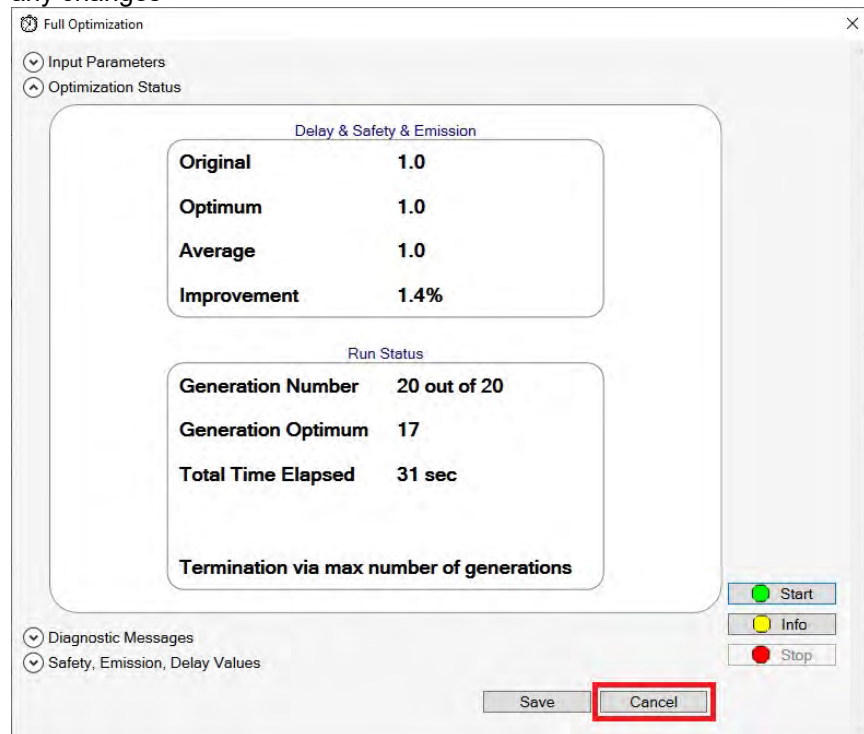 any changes
Full Optimization
Input Parameters
Optimization Status
Delay & Safety & Emission
Original 1.0
Optimum 1.0
Average 1.0
Improvement 1.4%
Run Status
Generation Number 20 out of 20
Generation Optimum 17
Total Time Elapsed 31 sec
Termination via max number of generations
Start
Info
Stop
Diagnostic Messages
Safety, Emission, Delay Values
Save Cancel